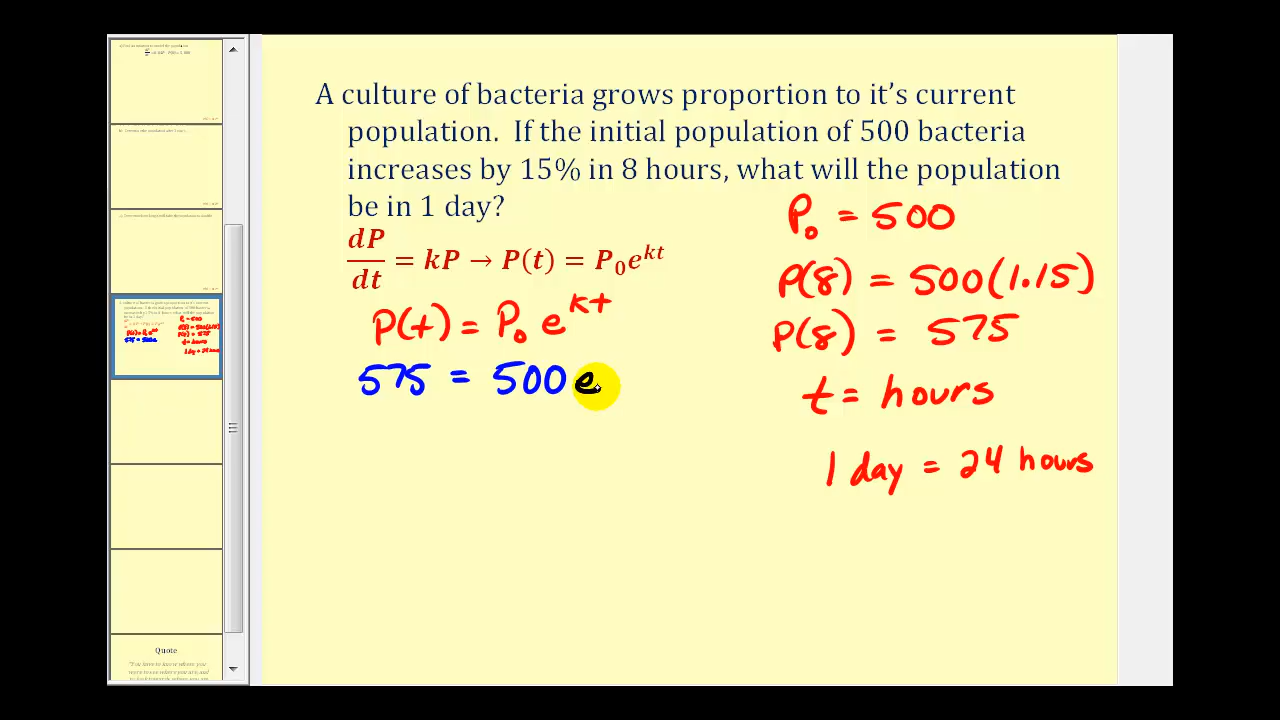 A culture of bacteria grows proportion to it's current
population. If the initial population of 500 bacteria
increases by 15% in 8 hours, what will the population
be in 1 day?
dP/dt = kP → P(t) = P₀e^{kt}
P(t) = P₀ e^{kt}
575 = 500 e
P₀ = 500
P(8) = 500(1.15)
P(8) = 575
t = hours
1 day = 24 hours
Quote